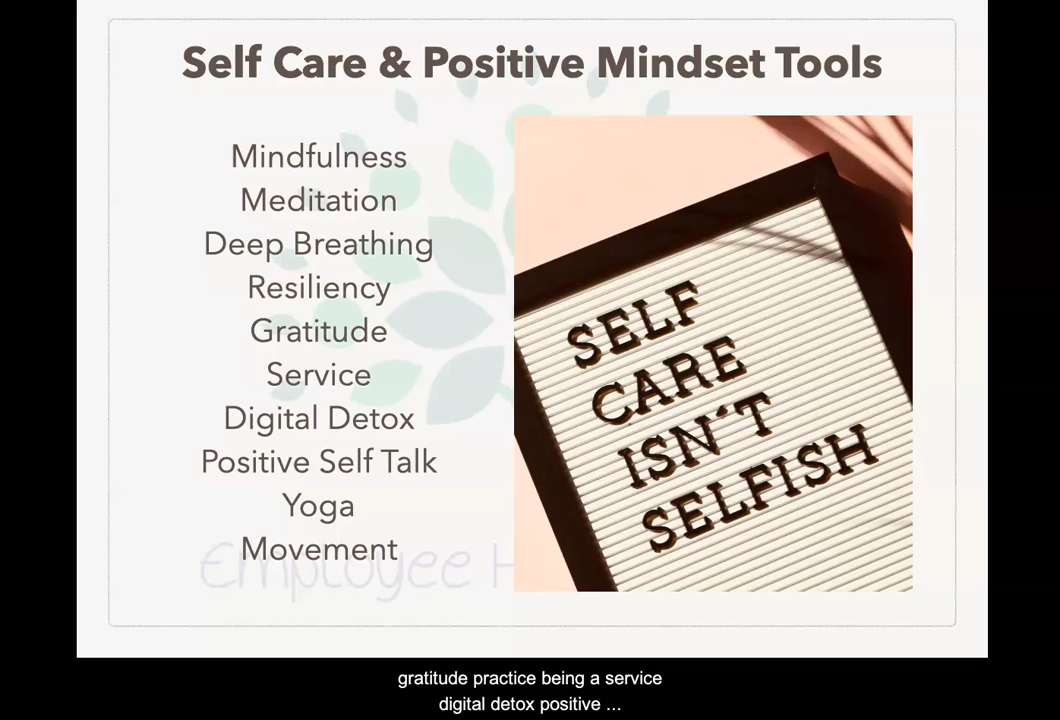 Self Care & Positive Mindset Tools
Mindfulness
Meditation
Deep Breathing
Resiliency
Gratitude
Service
Digital Detox
Positive Self Talk
Yoga
Movement
Employee H
SELF
CARE
ISN´T
SELFISH
gratitude practice being a service
digital detox positive ...